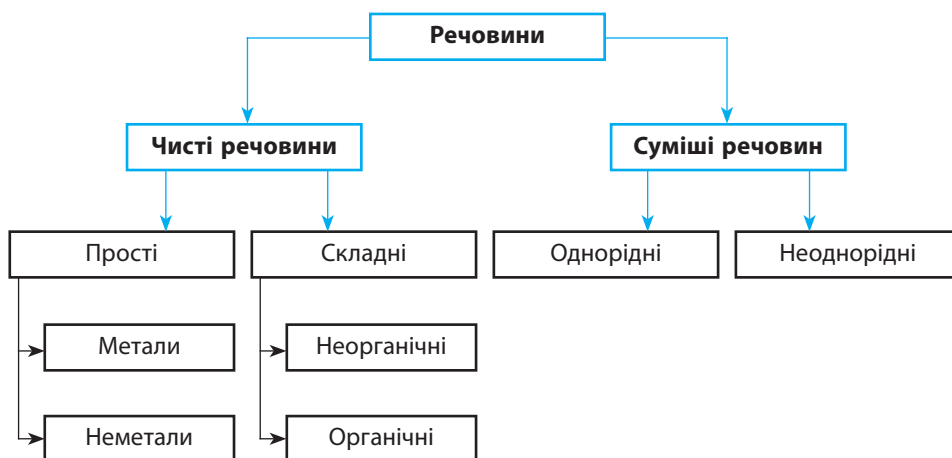 Речовини
Чисті речовини
Суміші речовин
Прості
Складні
Однорідні
Неоднорідні
Метали
Неорганічні
Неметали
Органічні